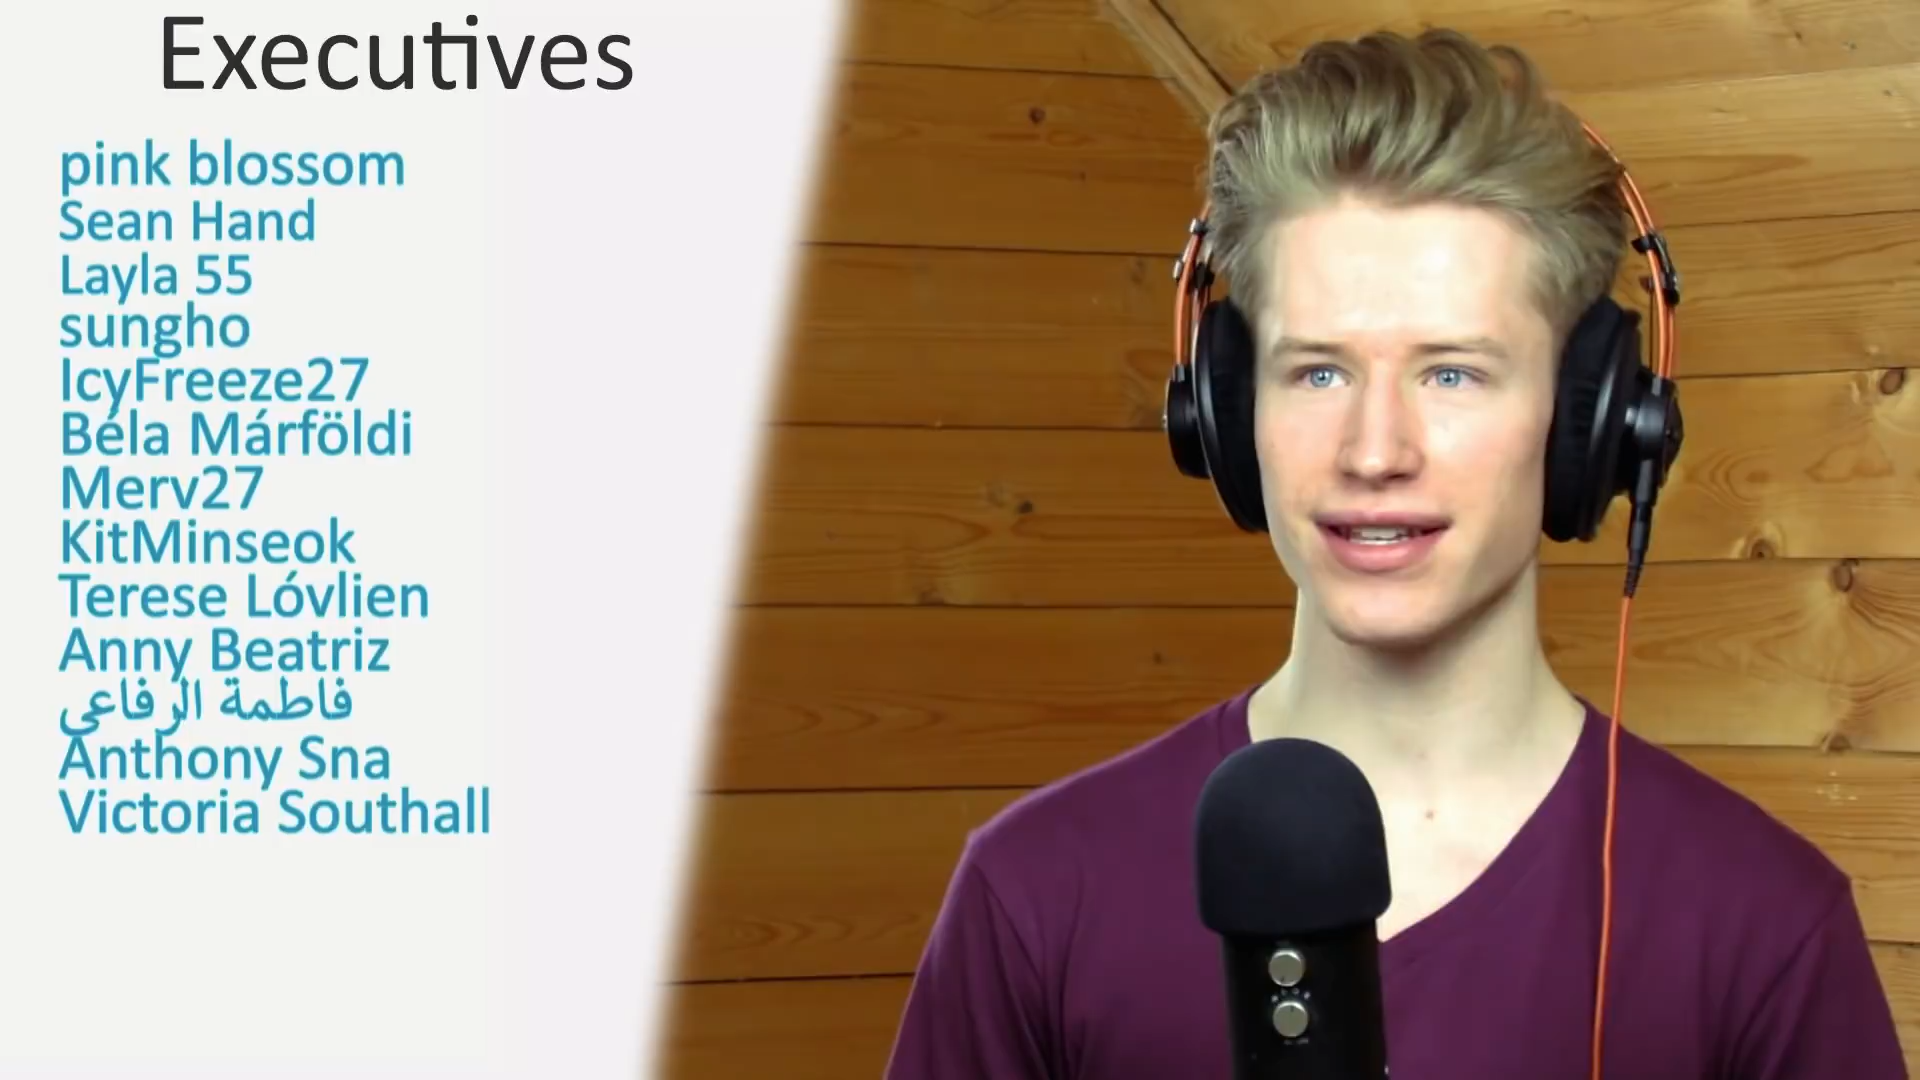 Executives
pink blossom
Sean Hand
Layla 55
sungho
IcyFreeze27
Béla Márföldi
Merv27
KitMinseok
Terese Lóvlien
Anny Beatriz
فاطمة الرفاعي
Anthony Sna
Victoria Southall